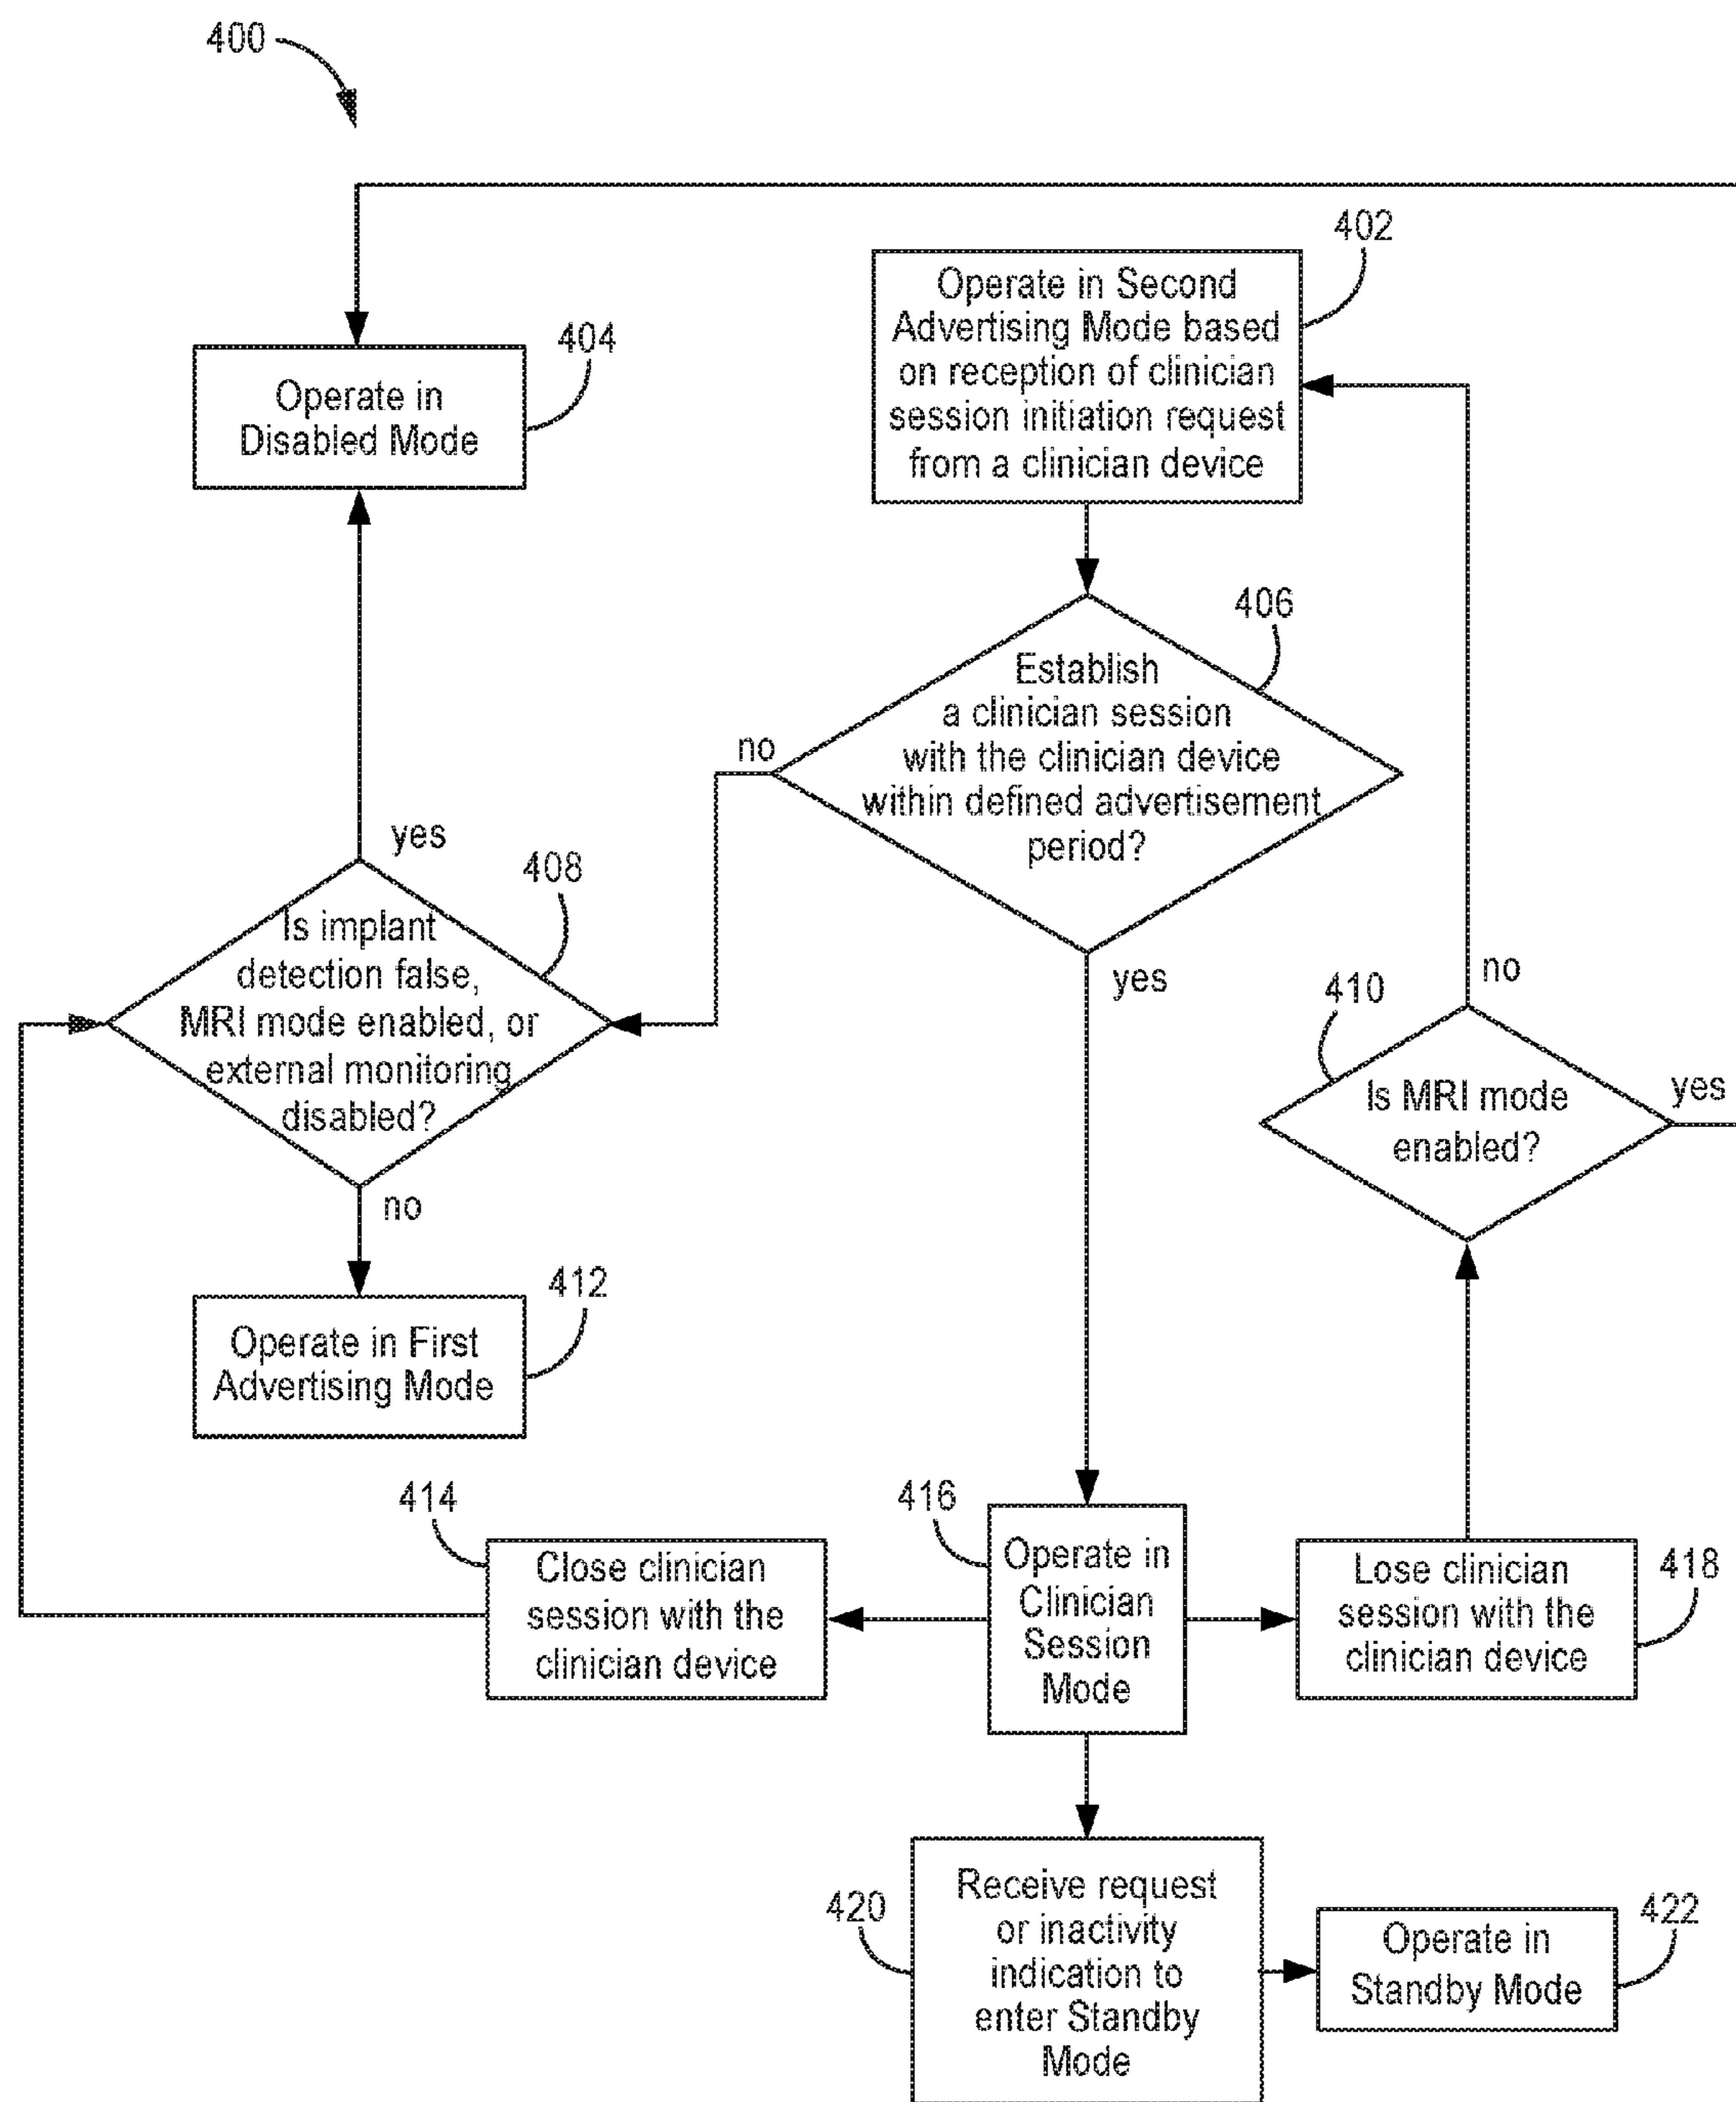 400
402
Operate in Second
Advertising Mode based
on reception of clinician
session initiation request
from a clinician device
404
Operate in
Disabled Mode
406
Establish
a clinician session
with the clinician device
within defined advertisement
period?
no
yes
yes
408
Is implant
detection false,
MRI mode enabled, or
external monitoring
disabled?
no
410
no
Is MRI mode
enabled?
yes
412
Operate in First
Advertising Mode
414
Close clinician
session with the
clinician device
416
Operate in
Clinician
Session
Mode
418
Lose clinician
session with the
clinician device
420
Receive request
or inactivity
indication to
enter Standby
Mode
422
Operate in
Standby Mode